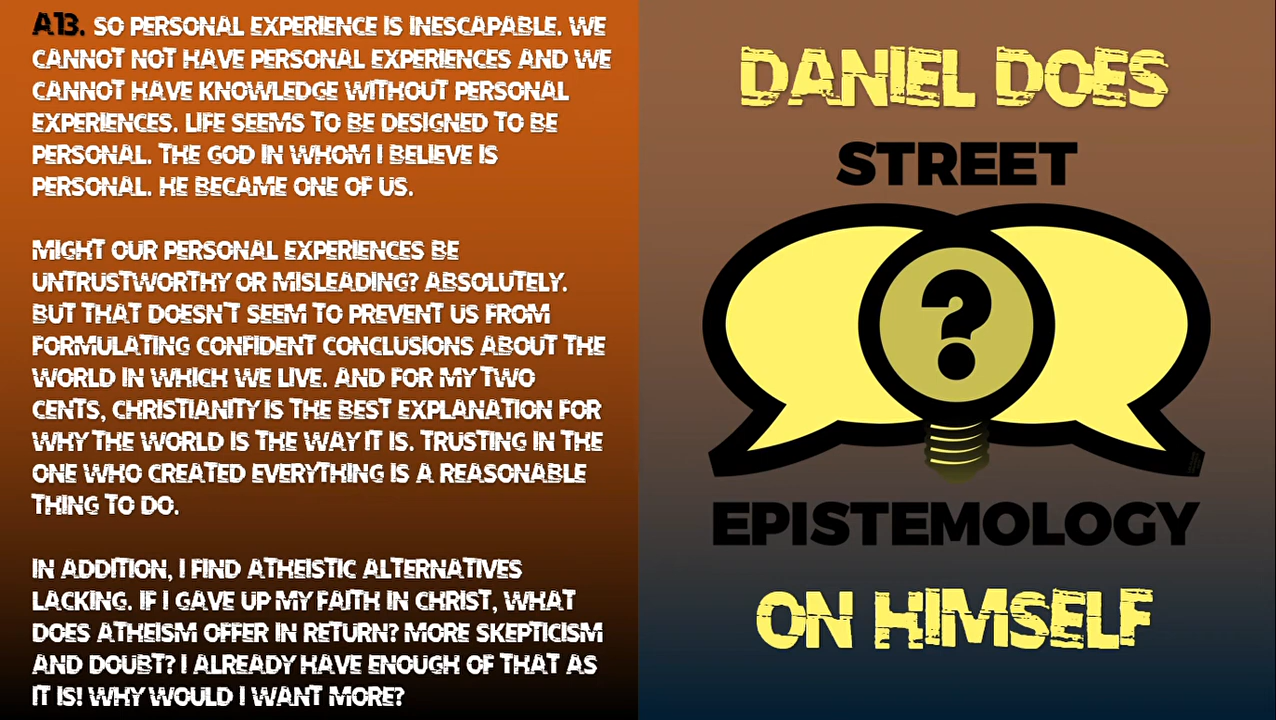 A13. SO PERSONAL EXPERIENCE IS INESCAPABLE. WE
CANNOT NOT HAVE PERSONAL EXPERIENCES AND WE
CANNOT HAVE KNOWLEDGE WITHOUT PERSONAL
EXPERIENCES. LIFE SEEMS TO BE DESIGNED TO BE
PERSONAL. THE GOD IN WHOM I BELIEVE IS
PERSONAL. HE BECAME ONE OF US.
MIGHT OUR PERSONAL EXPERIENCES BE
UNTRUSTWORTHY OR MISLEADING? ABSOLUTELY.
BUT THAT DOESN'T SEEM TO PREVENT US FROM
FORMULATING CONFIDENT CONCLUSIONS ABOUT THE
WORLD IN WHICH WE LIVE. AND FOR MY TWO
CENTS, CHRISTIANITY IS THE BEST EXPLANATION FOR
WHY THE WORLD IS THE WAY IT IS. TRUSTING IN THE
ONE WHO CREATED EVERYTHING IS A REASONABLE
THING TO DO.
IN ADDITION, I FIND ATHEISTIC ALTERNATIVES
LACKING. IF I GAVE UP MY FAITH IN CHRIST, WHAT
DOES ATHEISM OFFER IN RETURN? MORE SKEPTICISM
AND DOUBT? I ALREADY HAVE ENOUGH OF THAT AS
IT IS! WHY WOULD I WANT MORE?
DANIEL DOES
STREET
?
EPISTEMOLOGY
ON HIMSELF